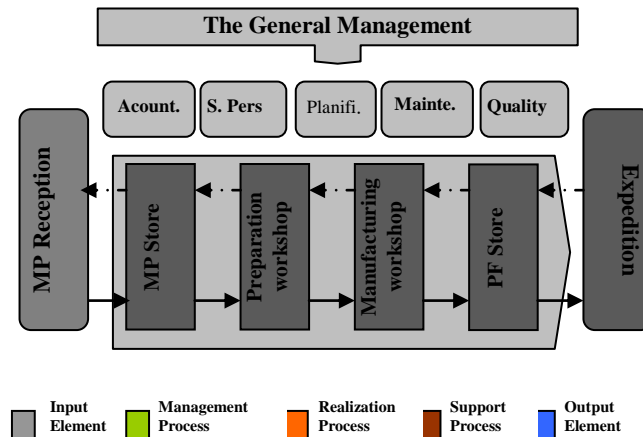 The General Management
Acount.
S. Pers
Planifi.
Mainte.
Quality
MP Reception
MP Store
Preparation
workshop
Manufacturing
workshop
PF Store
Expedition
Input
Element
Management
Process
Realization
Process
Support
Process
Output
Element